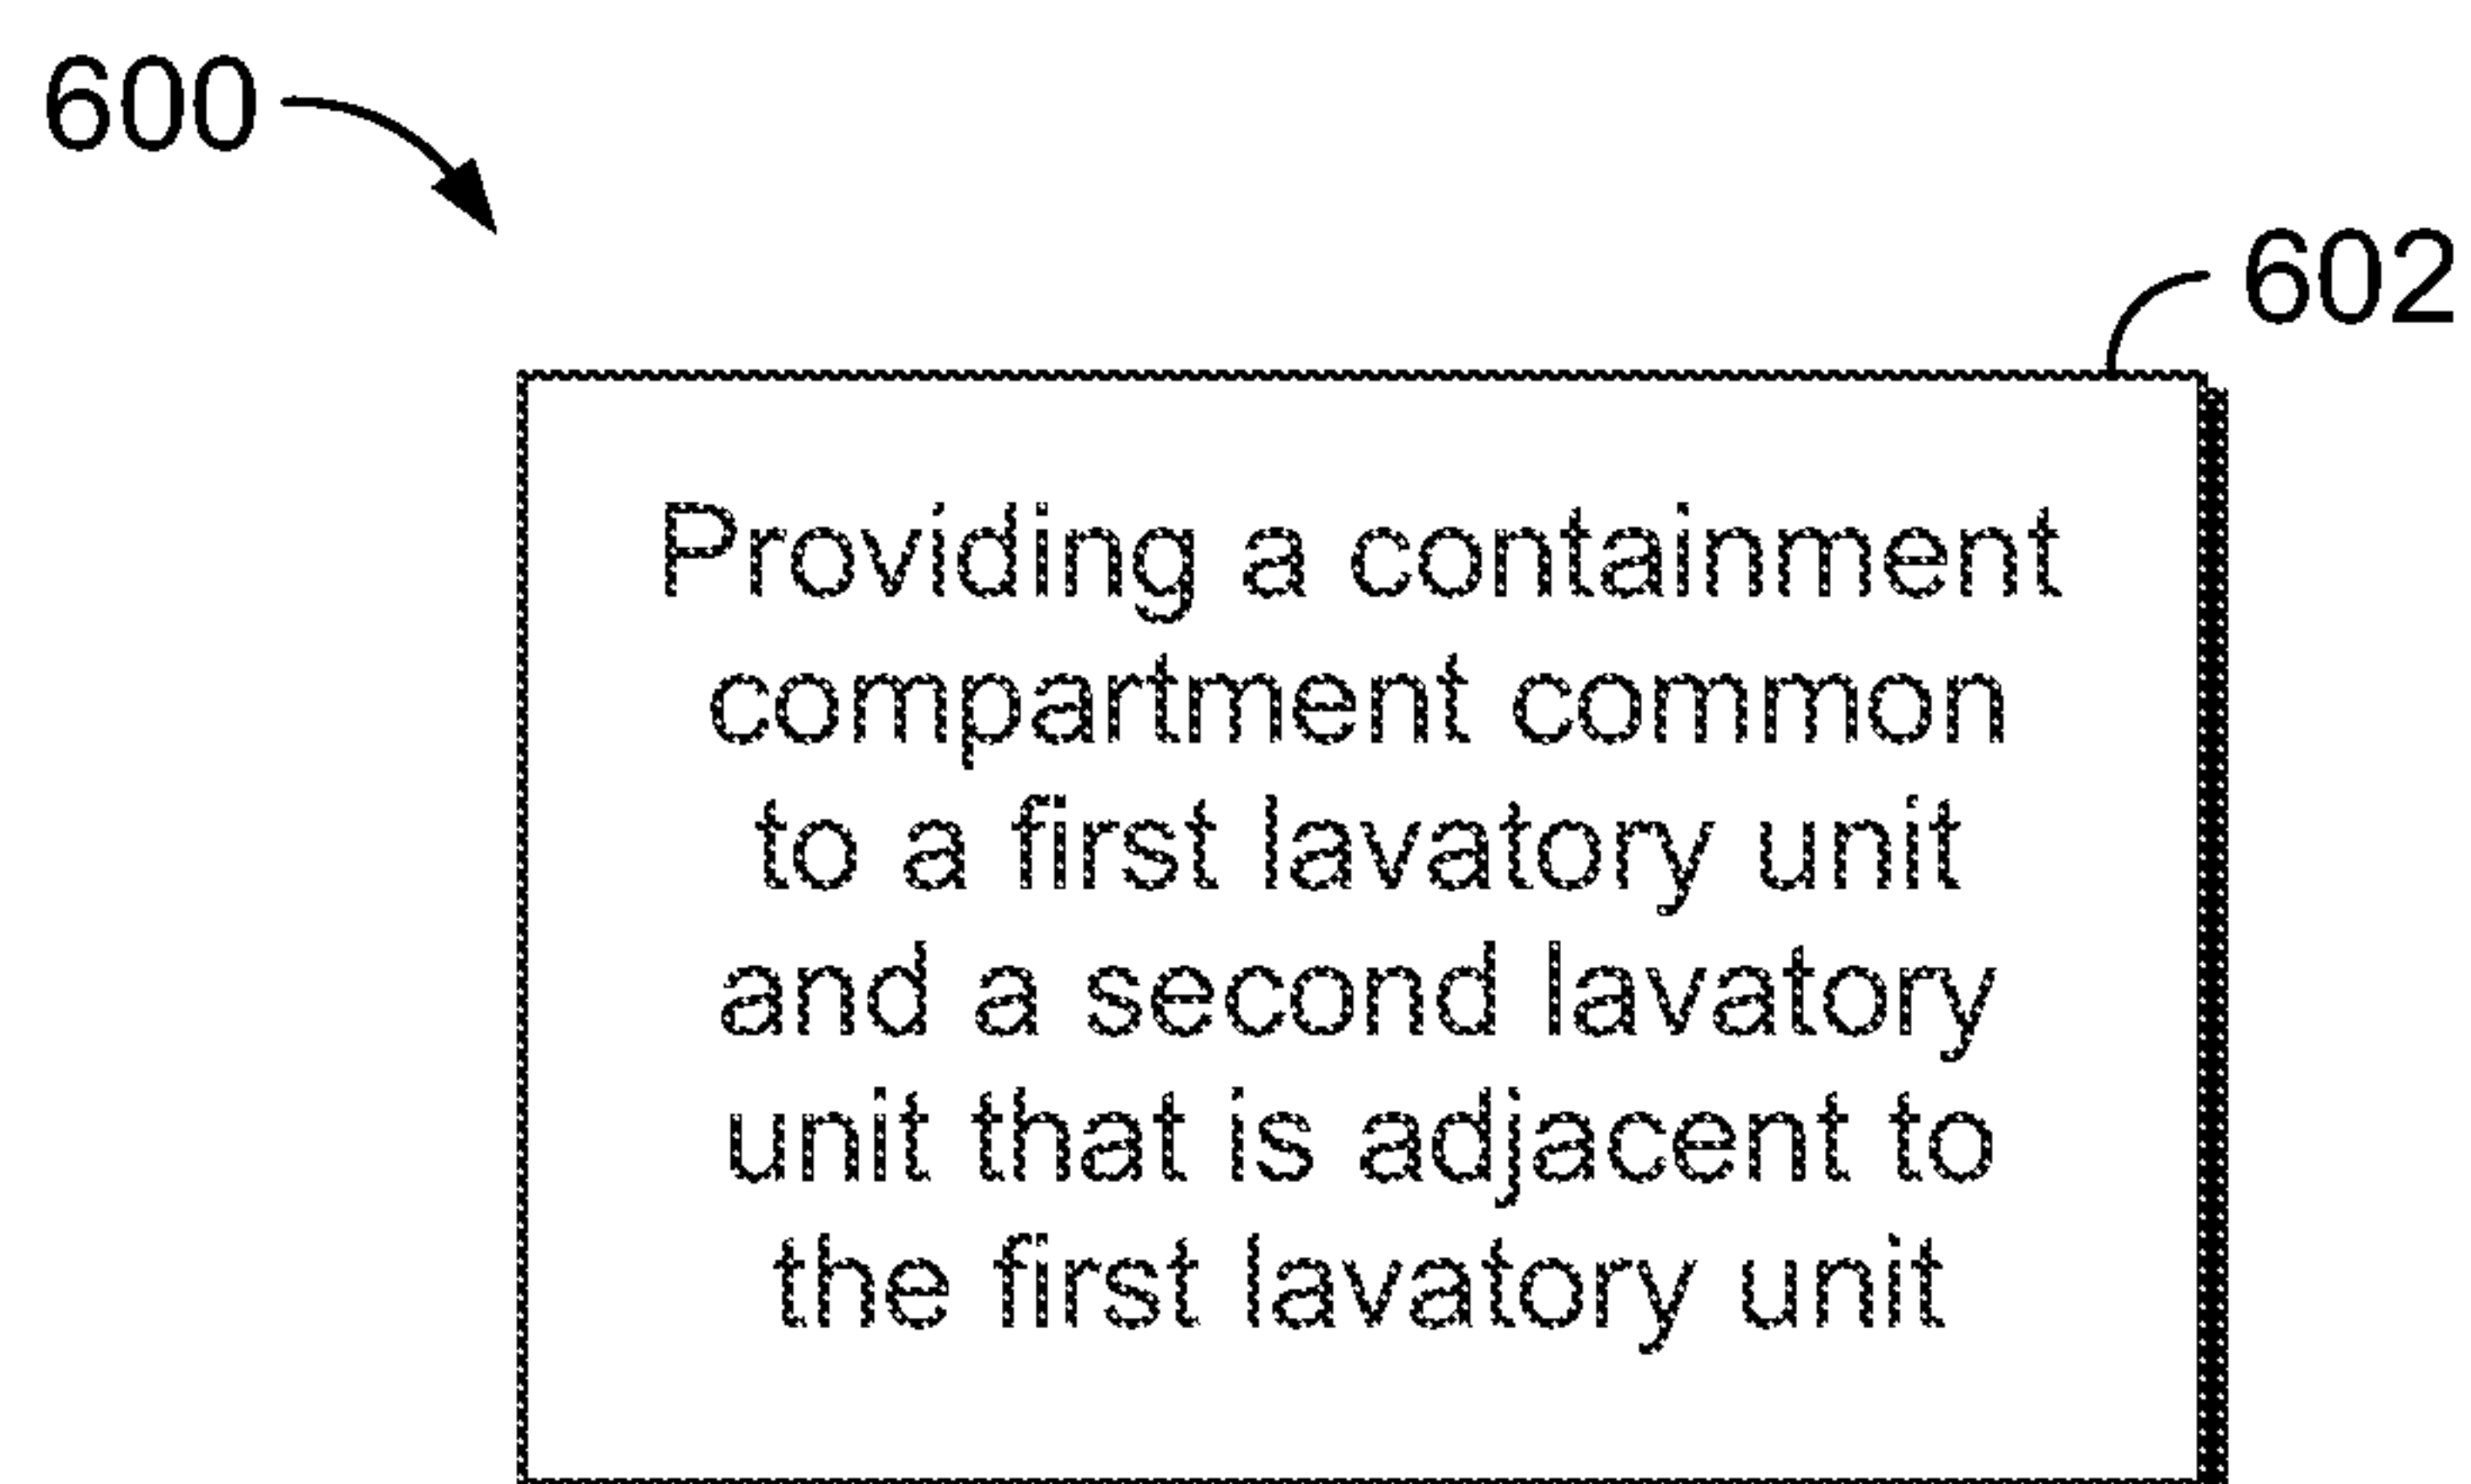 600
602
Providing a containment
compartment common
to a first lavatory unit
and a second lavatory
unit that is adjacent to
the first lavatory unit